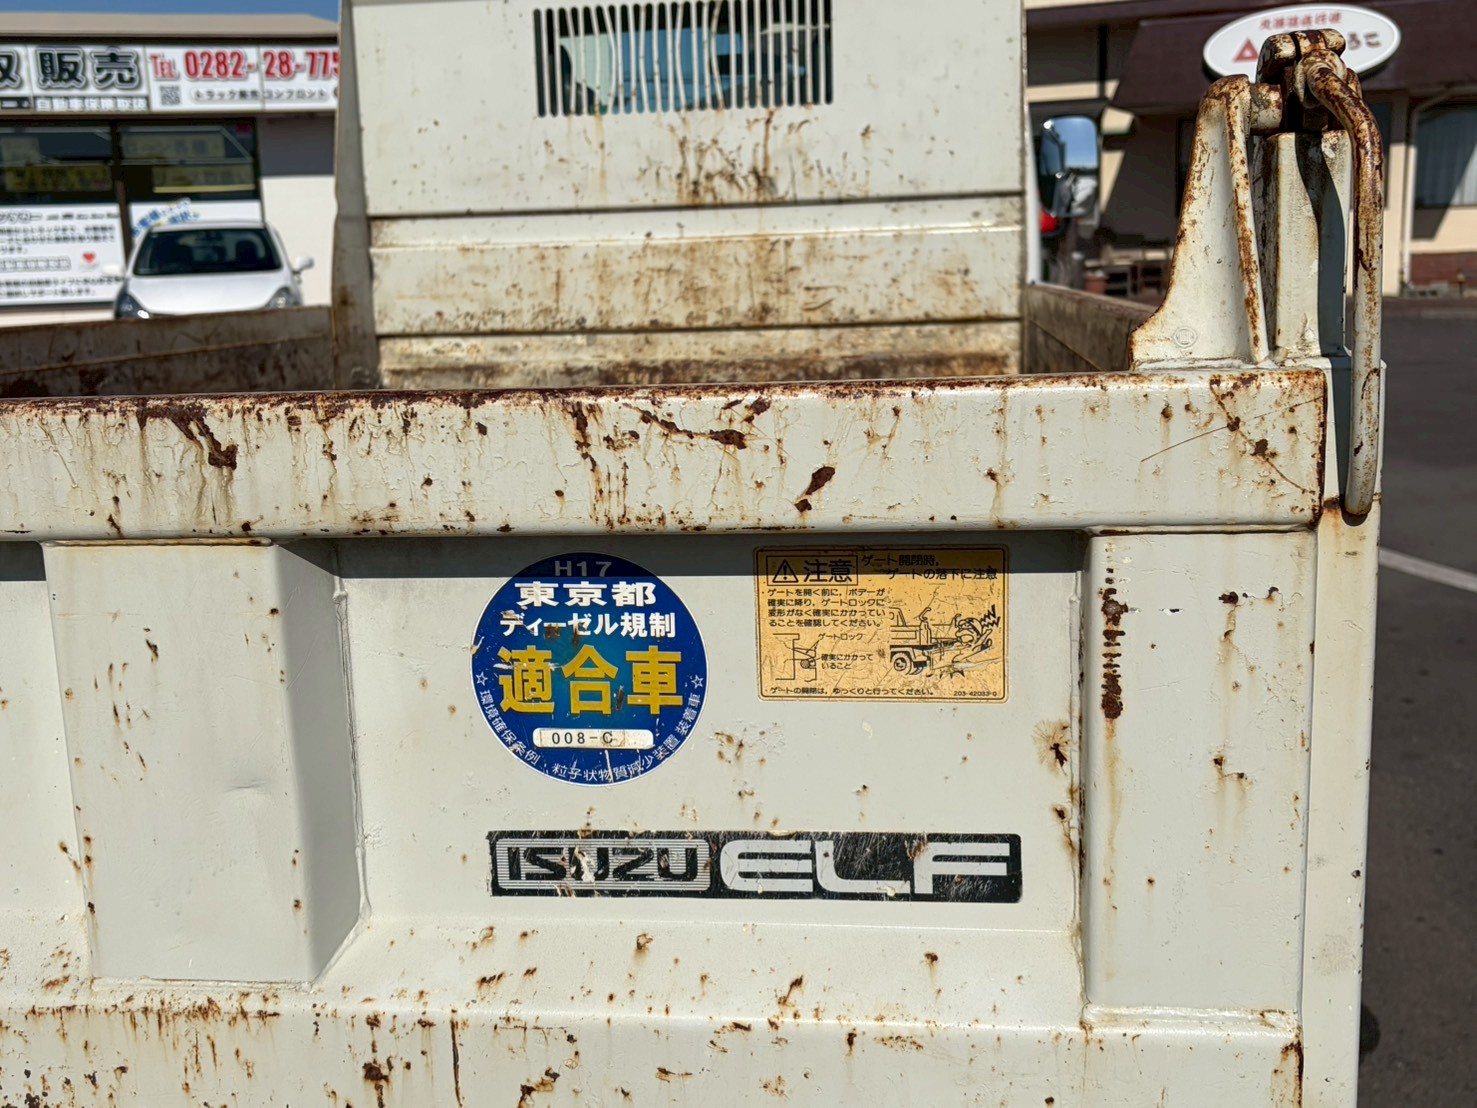 販売
TEL 0282-28-775
トラック販売 コンフロント
H17
東京都
ディーゼル規制
適合車
008-C
☆環境確保条例 粒子状物質減少装置 装着車☆
注意
ゲート開閉時,
ゲートの落下に注意
・ゲートを開く前に,ボデーが
確実に降り,ゲートロックに
変形がなく確実にかかってい
ることを確認してください。
ゲートロック
確実にかかって
いること
・ゲートの開閉は,ゆっくりと行ってください。
203-42033-0
ISUZU ELF